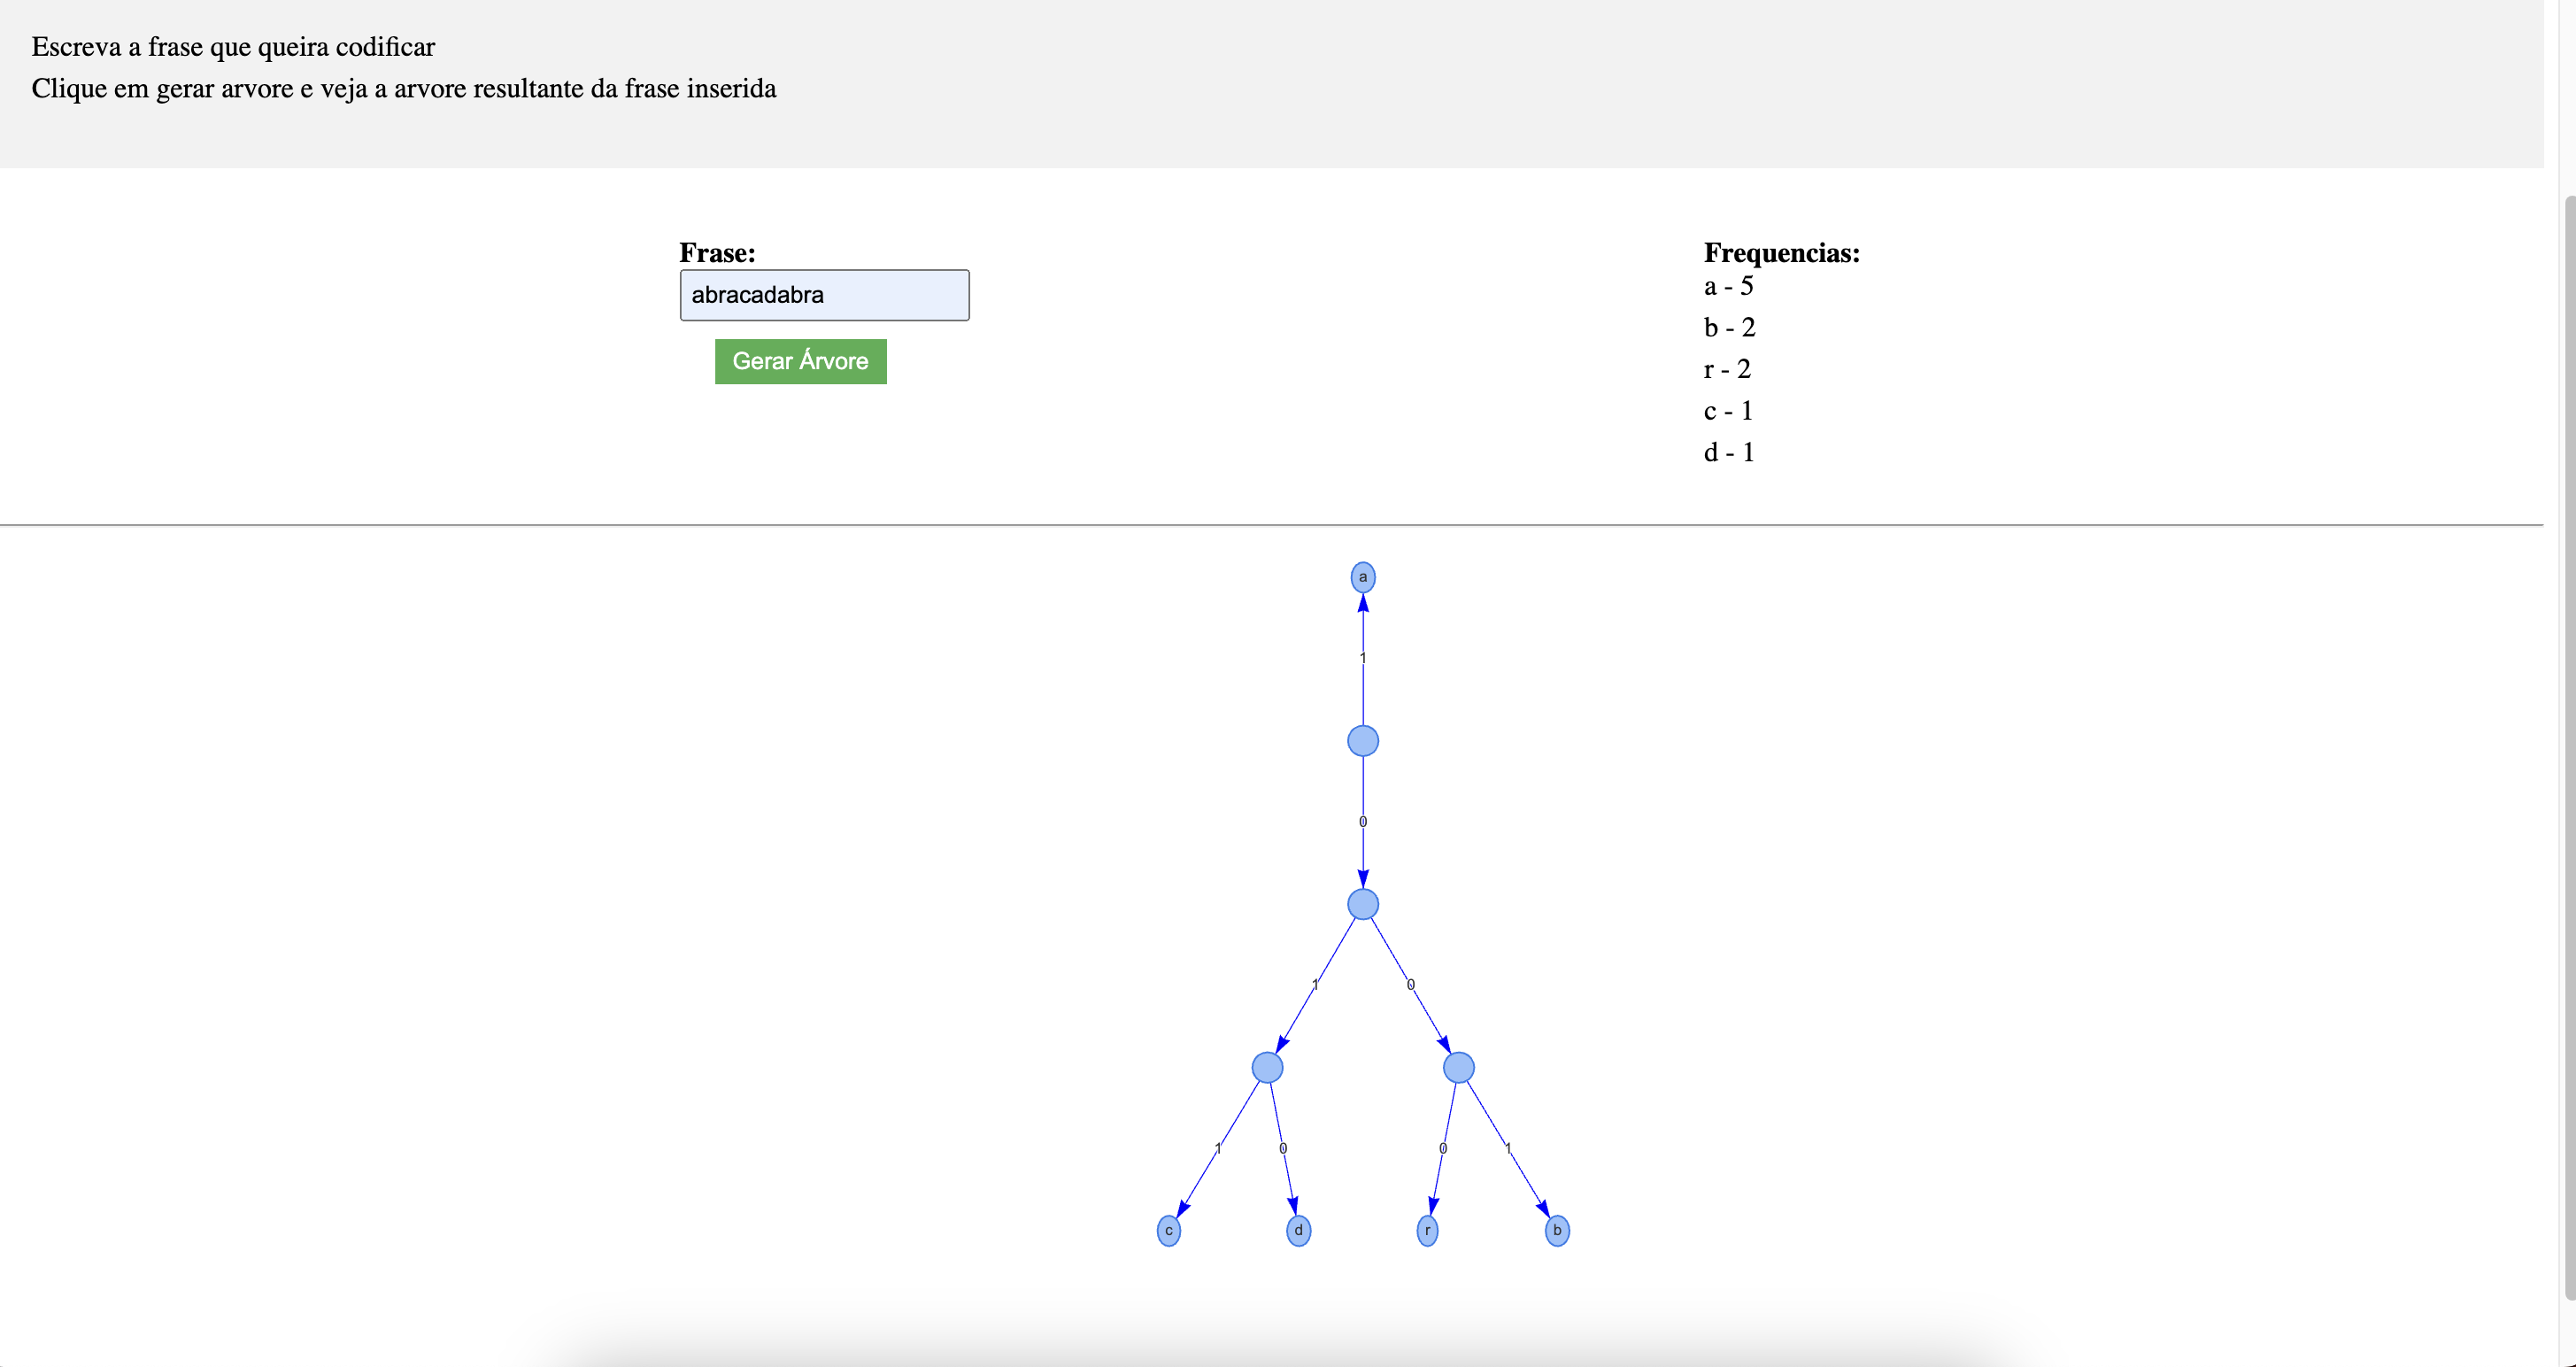 Escreva a frase que queira codificar
Clique em gerar arvore e veja a arvore resultante da frase inserida
Frase:
abracadabra
Gerar Árvore
Frequencias:
a - 5
b - 2
r - 2
c - 1
d - 1
a
1
0
1 0
1 0 0 1
c d r b